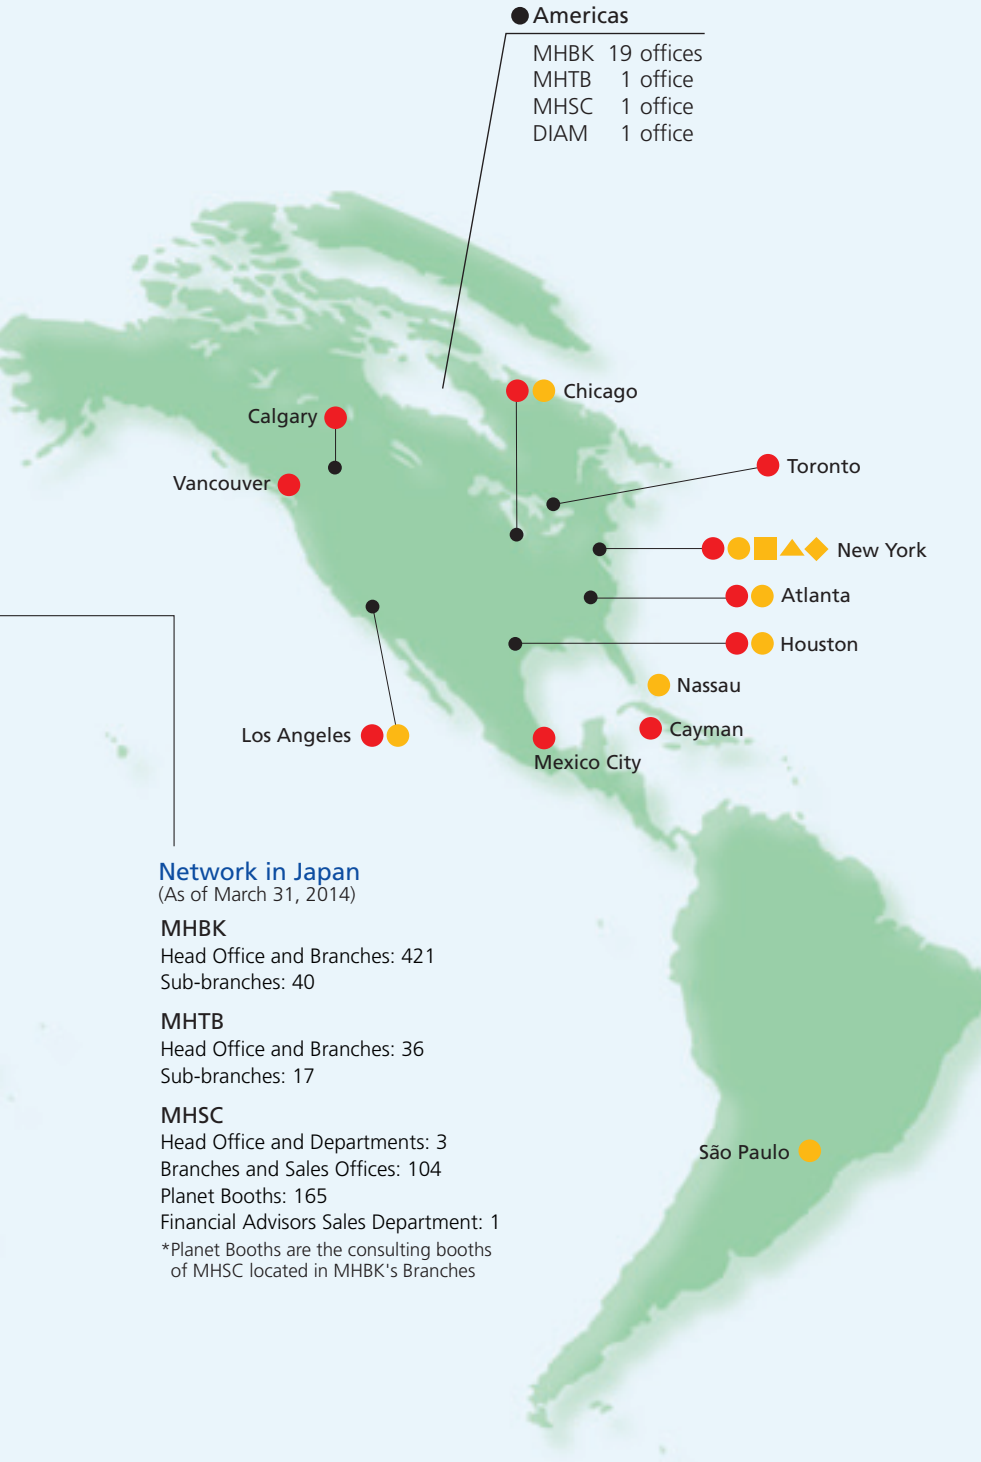 Americas
MHBK 19 offices
MHTB 1 office
MHSC 1 office
DIAM 1 office
Chicago
Calgary
Toronto
Vancouver
New York
Atlanta
Houston
Nassau
Cayman
Los Angeles
Mexico City
Network in Japan
(As of March 31, 2014)
MHBK
Head Office and Branches: 421
Sub-branches: 40
MHTB
Head Office and Branches: 36
Sub-branches: 17
MHSC
Head Office and Departments: 3
Branches and Sales Offices: 104
Planet Booths: 165
Financial Advisors Sales Department: 1
*Planet Booths are the consulting booths
of MHSC located in MHBK's Branches
São Paulo